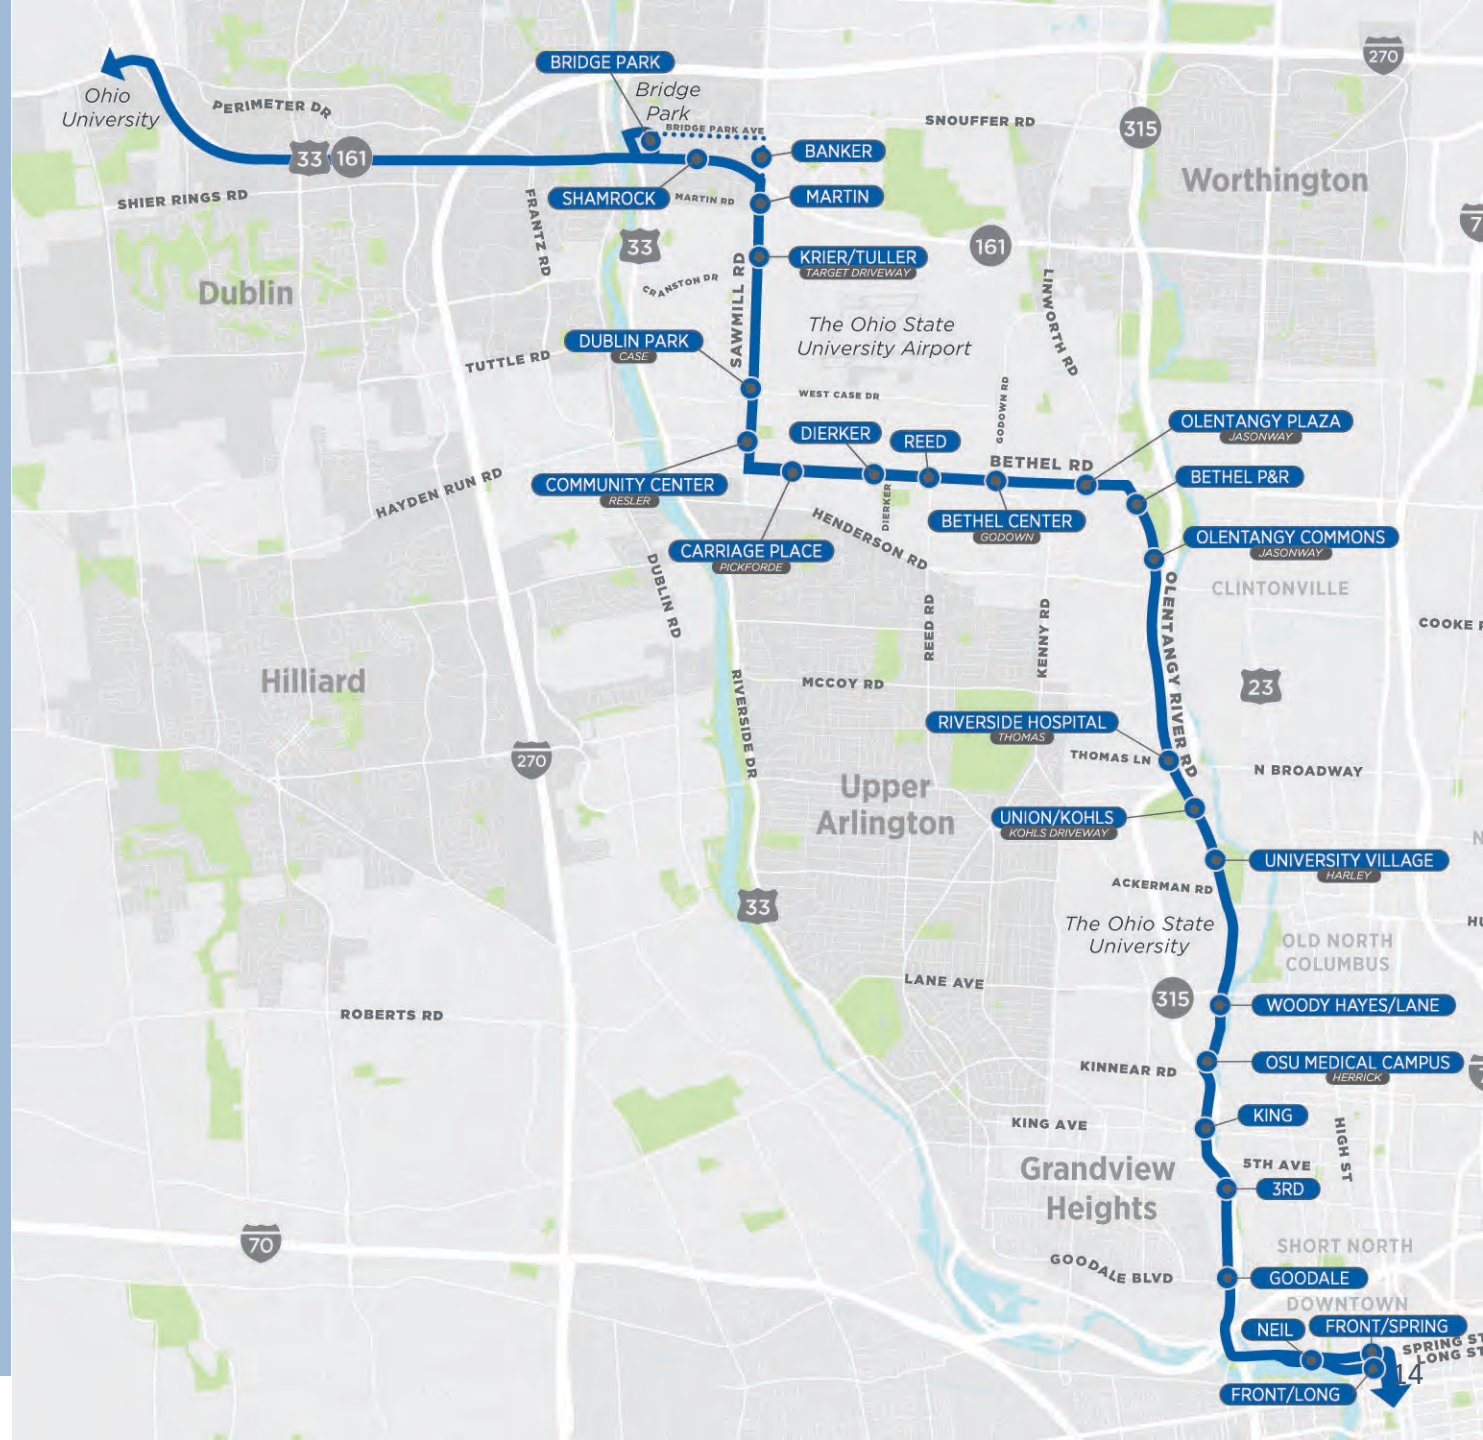 270
BRIDGE PARK
Bridge
Park
Ohio
University
PERIMETER DR
BRIDGE PARK AVE
SNOUFFER RD
315
33
161
BANKER
SHIER RINGS RD
FRANTZ RD
SHAMROCK
MARTIN RD
MARTIN
Worthington
33
161
KRIER/TULLER
TARGET DRIVEWAY
SAWMILL RD
CRANSTON DR
LINWORTH RD
Dublin
The Ohio State
University Airport
DUBLIN PARK
CASE
TUTTLE RD
WEST CASE DR
GODOWN RD
OLENTANGY PLAZA
JASONWAY
DIERKER
REED
BETHEL RD
BETHEL P&R
HAYDEN RUN RD
COMMUNITY CENTER
RESLER
DIERKER
HENDERSON RD
BETHEL CENTER
GODOWN
OLENTANGY COMMONS
JASONWAY
CARRIAGE PLACE
PICKFORDE
DUBLIN RD
CLINTONVILLE
OLENTANGY RIVER RD
REED RD
KENNY RD
COOKE
Hilliard
RIVERSIDE DR
MCCOY RD
23
RIVERSIDE HOSPITAL
THOMAS
THOMAS LN
N BROADWAY
270
Upper
Arlington
UNION/KOHLS
KOHLS DRIVEWAY
UNIVERSITY VILLAGE
HARLEY
ACKERMAN RD
33
The Ohio State
University
OLD NORTH
COLUMBUS
LANE AVE
315
WOODY HAYES/LANE
ROBERTS RD
KINNEAR RD
OSU MEDICAL CAMPUS
HERRICK
KING AVE
KING
HIGH ST
Grandview
Heights
5TH AVE
3RD
70
SHORT NORTH
GOODALE BLVD
GOODALE
DOWNTOWN
NEIL
FRONT/SPRING
SPRING ST
LONG ST
14
FRONT/LONG